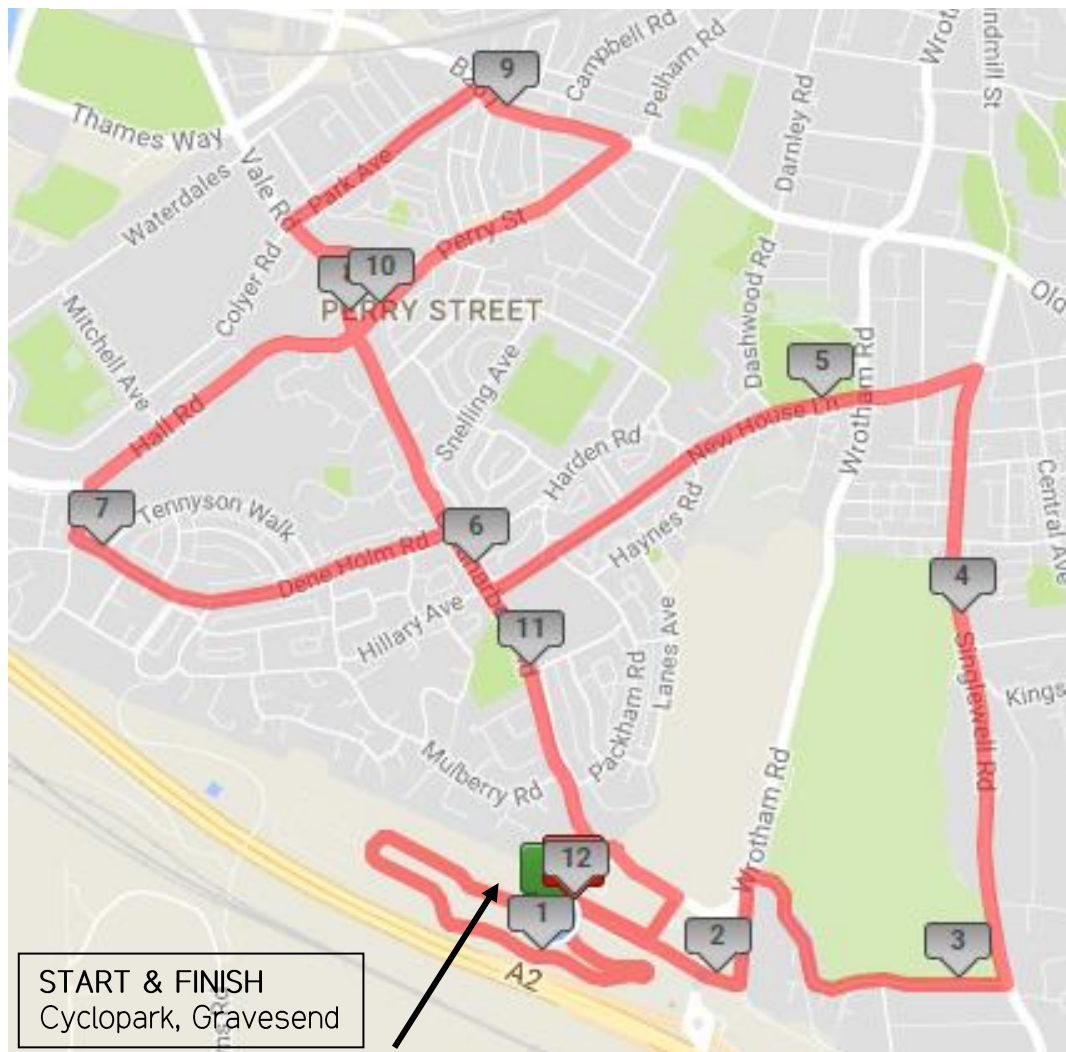 Campbell Rd
Pelham Rd
Darnley Rd
9
Thames Way
Vale Rd
Park Ave
Waterdales
Perry St
10
Colyer Rd
PERRY STREET
Old
Mitchell Ave
Dashwood Rd
Wrotham Rd
5
Snelling Ave
New House Ln
Hall Rd
Harden Rd
Central Ave
7
Tennyson Walk
6
Haynes Rd
Dene Holm Rd
4
Hillary Ave
11
Lanes Ave
Singlewell Rd
Packham Rd
Kings
Mulberry Rd
Wrotham Rd
12
1
2
3
A2
START & FINISH
Cyclopark, Gravesend